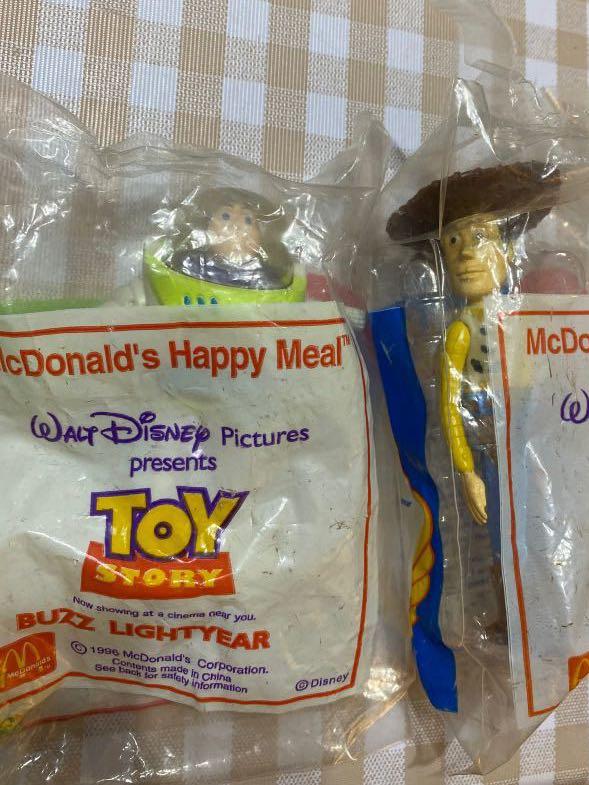 McDonald's Happy Meal™
WALT DISNEY Pictures
presents
TOY
STORY
Now showing at a cinema near you.
BUZZ LIGHTYEAR
© 1996 McDonald's Corporation.
Contents made in China
See back for safety information
© Disney
McDonald's
McDo
W